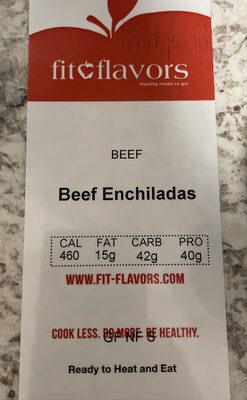 fit flavors
Healthy meals to go!
BEEF
Beef Enchiladas
CAL FAT CARB PRO
460 15g 42g 40g
WWW.FIT-FLAVORS.COM
COOK LESS. DO MORE. BE HEALTHY.
GF NF S
Ready to Heat and Eat